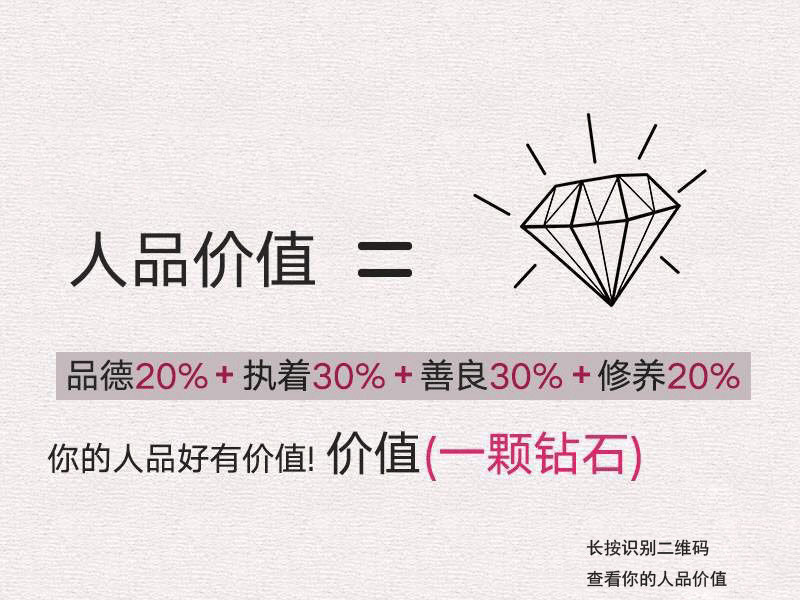 人品价值 =
品德20% + 执着30% + 善良30% + 修养20%
你的人品好有价值! 价值(一颗钻石)
长按识别二维码
查看你的人品价值